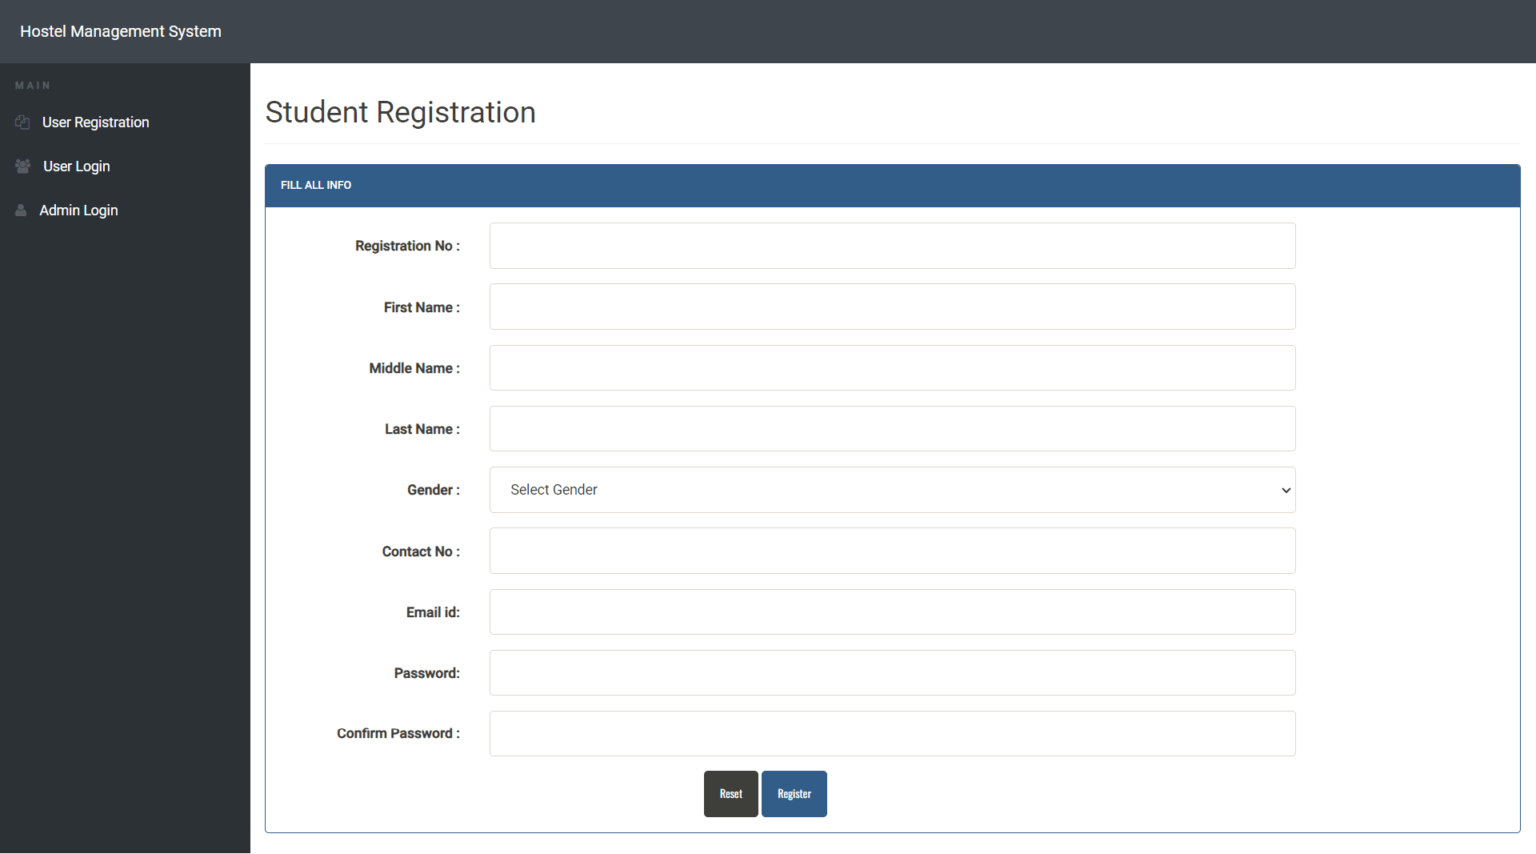 Hostel Management System
MAIN
User Registration
User Login
Admin Login
Student Registration
FILL ALL INFO
Registration No :
First Name :
Middle Name :
Last Name :
Gender :
Select Gender
Contact No :
Email id:
Password:
Confirm Password :
Reset
Register